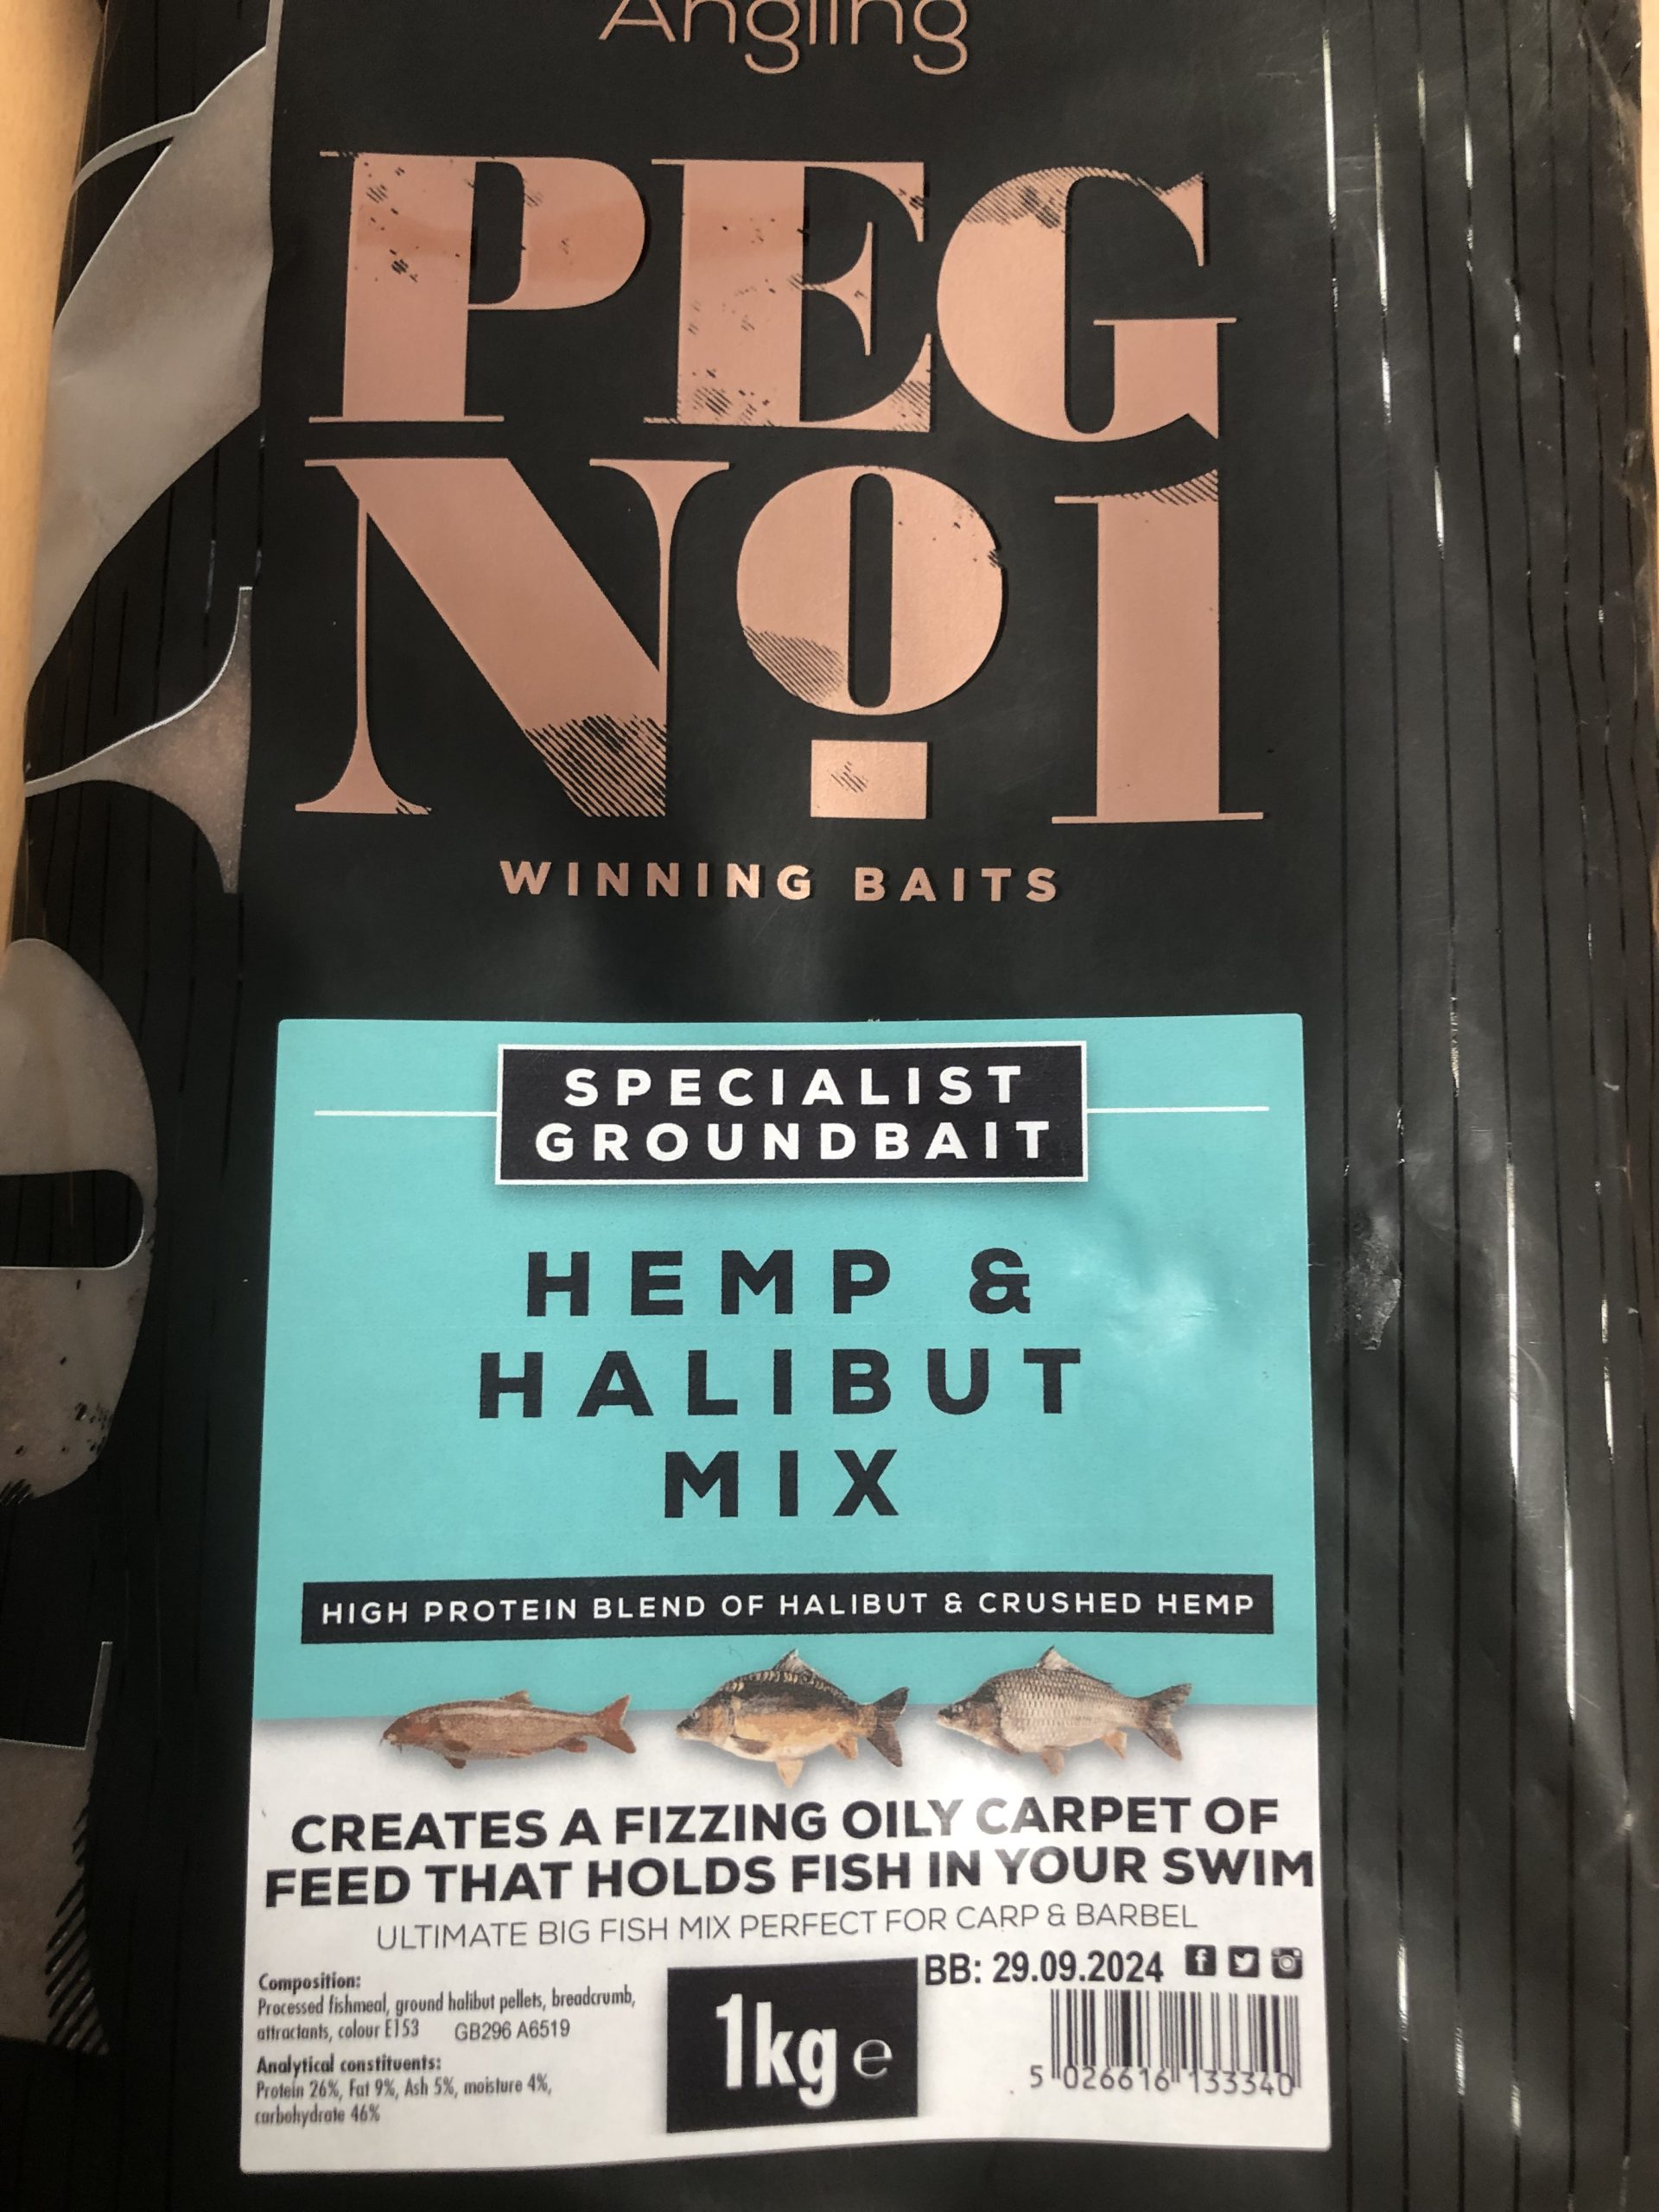 Angling
PEG
No1
WINNING BAITS
SPECIALIST
GROUNDBAIT
HEMP &
HALIBUT
MIX
HIGH PROTEIN BLEND OF HALIBUT & CRUSHED HEMP
CREATES A FIZZING OILY CARPET OF
FEED THAT HOLDS FISH IN YOUR SWIM
ULTIMATE BIG FISH MIX PERFECT FOR CARP & BARBEL
BB: 29.09.2024
Composition:
Processed fishmeal, ground halibut pellets, breadcrumb,
attractants, colour E153 GB296 A6519
Analytical constituents:
Protein 26%, Fat 9%, Ash 5%, moisture 4%,
carbohydrate 46%
1kg e
5 026616 133340